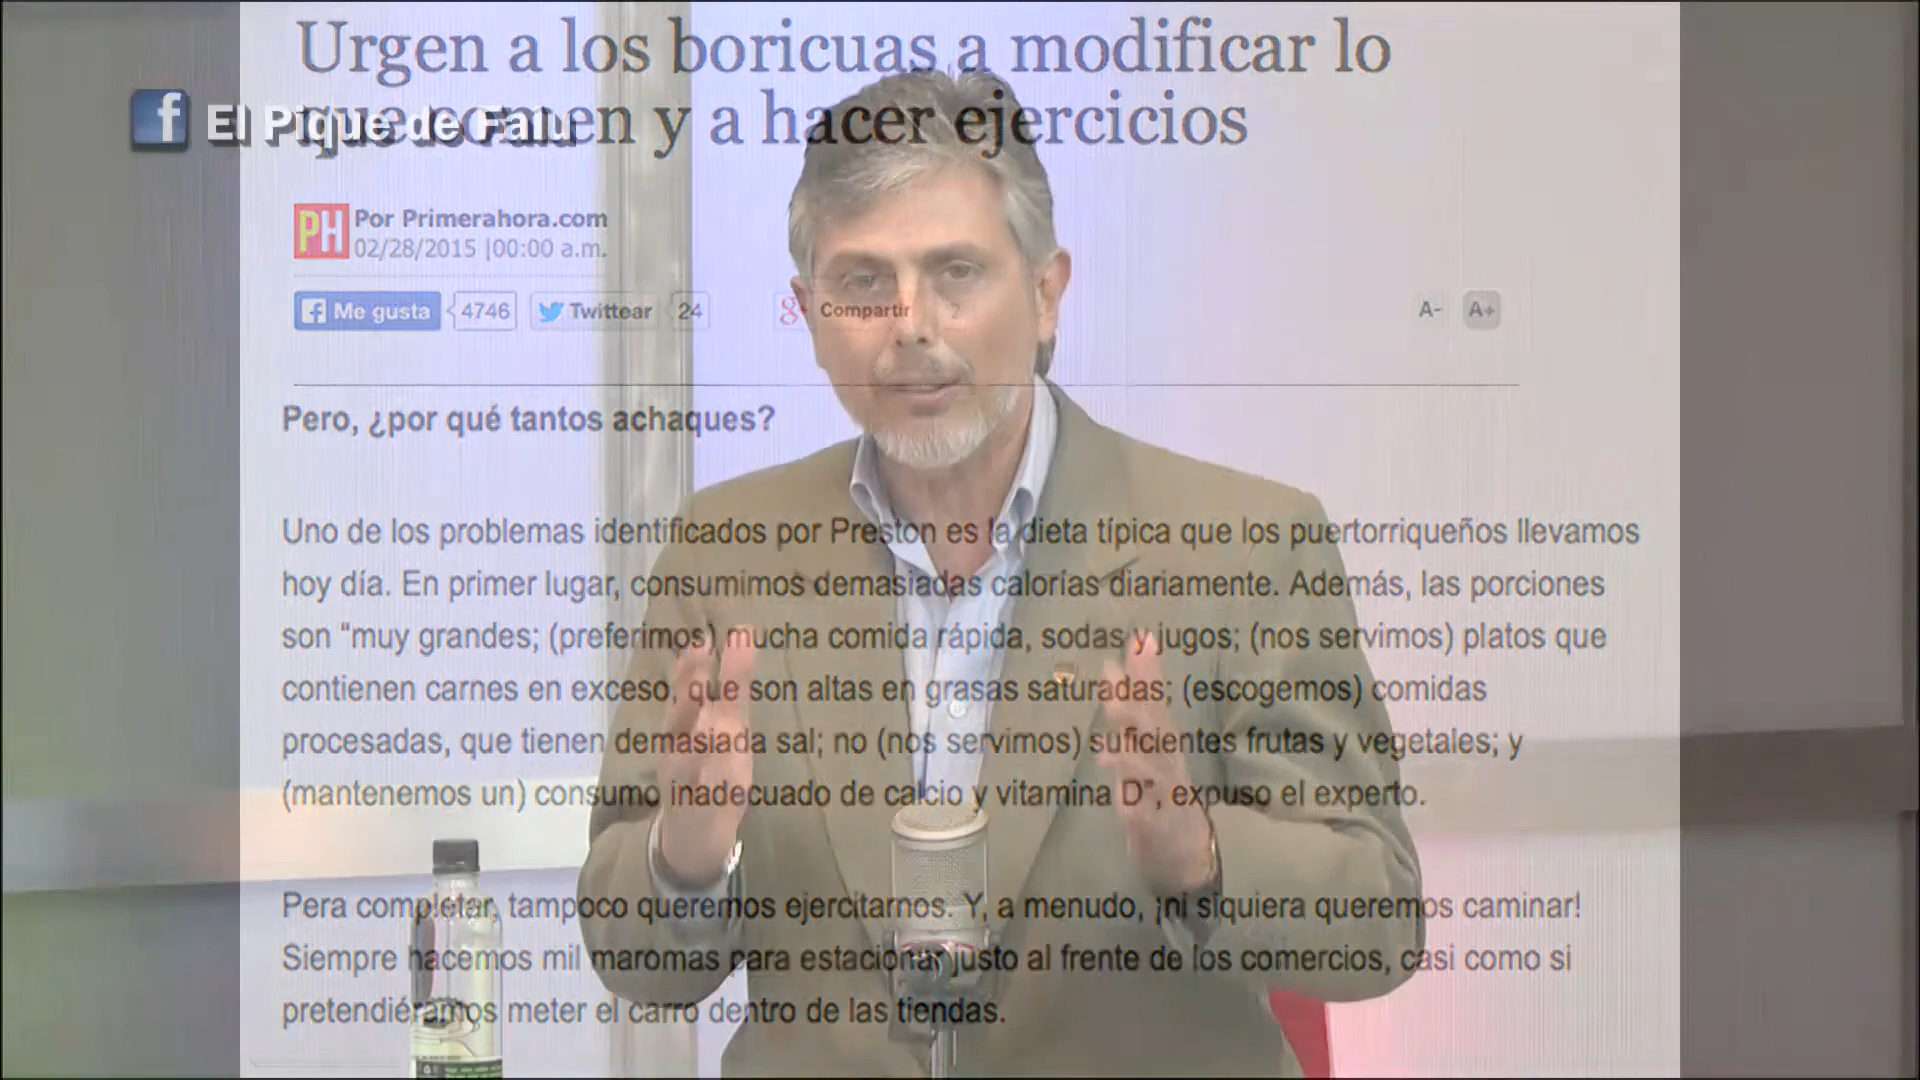 Urgen a los boricuas a modificar lo
que comen y a hacer ejercicios
f El Pique de Falu
PH Por Primerahora.com
02/28/2015 |00:00 a.m.
f Me gusta 4746 Twittear 24 g+ Compartir 2 A- A+
Pero, ¿por qué tantos achaques?
Uno de los problemas identificados por Preston es la dieta típica que los puertorriqueños llevamos
hoy día. En primer lugar, consumimos demasiadas calorías diariamente. Además, las porciones
son “muy grandes; (preferimos) mucha comida rápida, sodas y jugos; (nos servimos) platos que
contienen carnes en exceso, que son altas en grasas saturadas; (escogemos) comidas
procesadas, que tienen demasiada sal; no (nos servimos) suficientes frutas y vegetales; y
(mantenemos un) consumo inadecuado de calcio y vitamina D”, expuso el experto.
Pera completar, tampoco queremos ejercitarnos. Y, a menudo, ¡ni siquiera queremos caminar!
Siempre hacemos mil maromas para estacionar justo al frente de los comercios, casi como si
pretendiéramos meter el carro dentro de las tiendas.